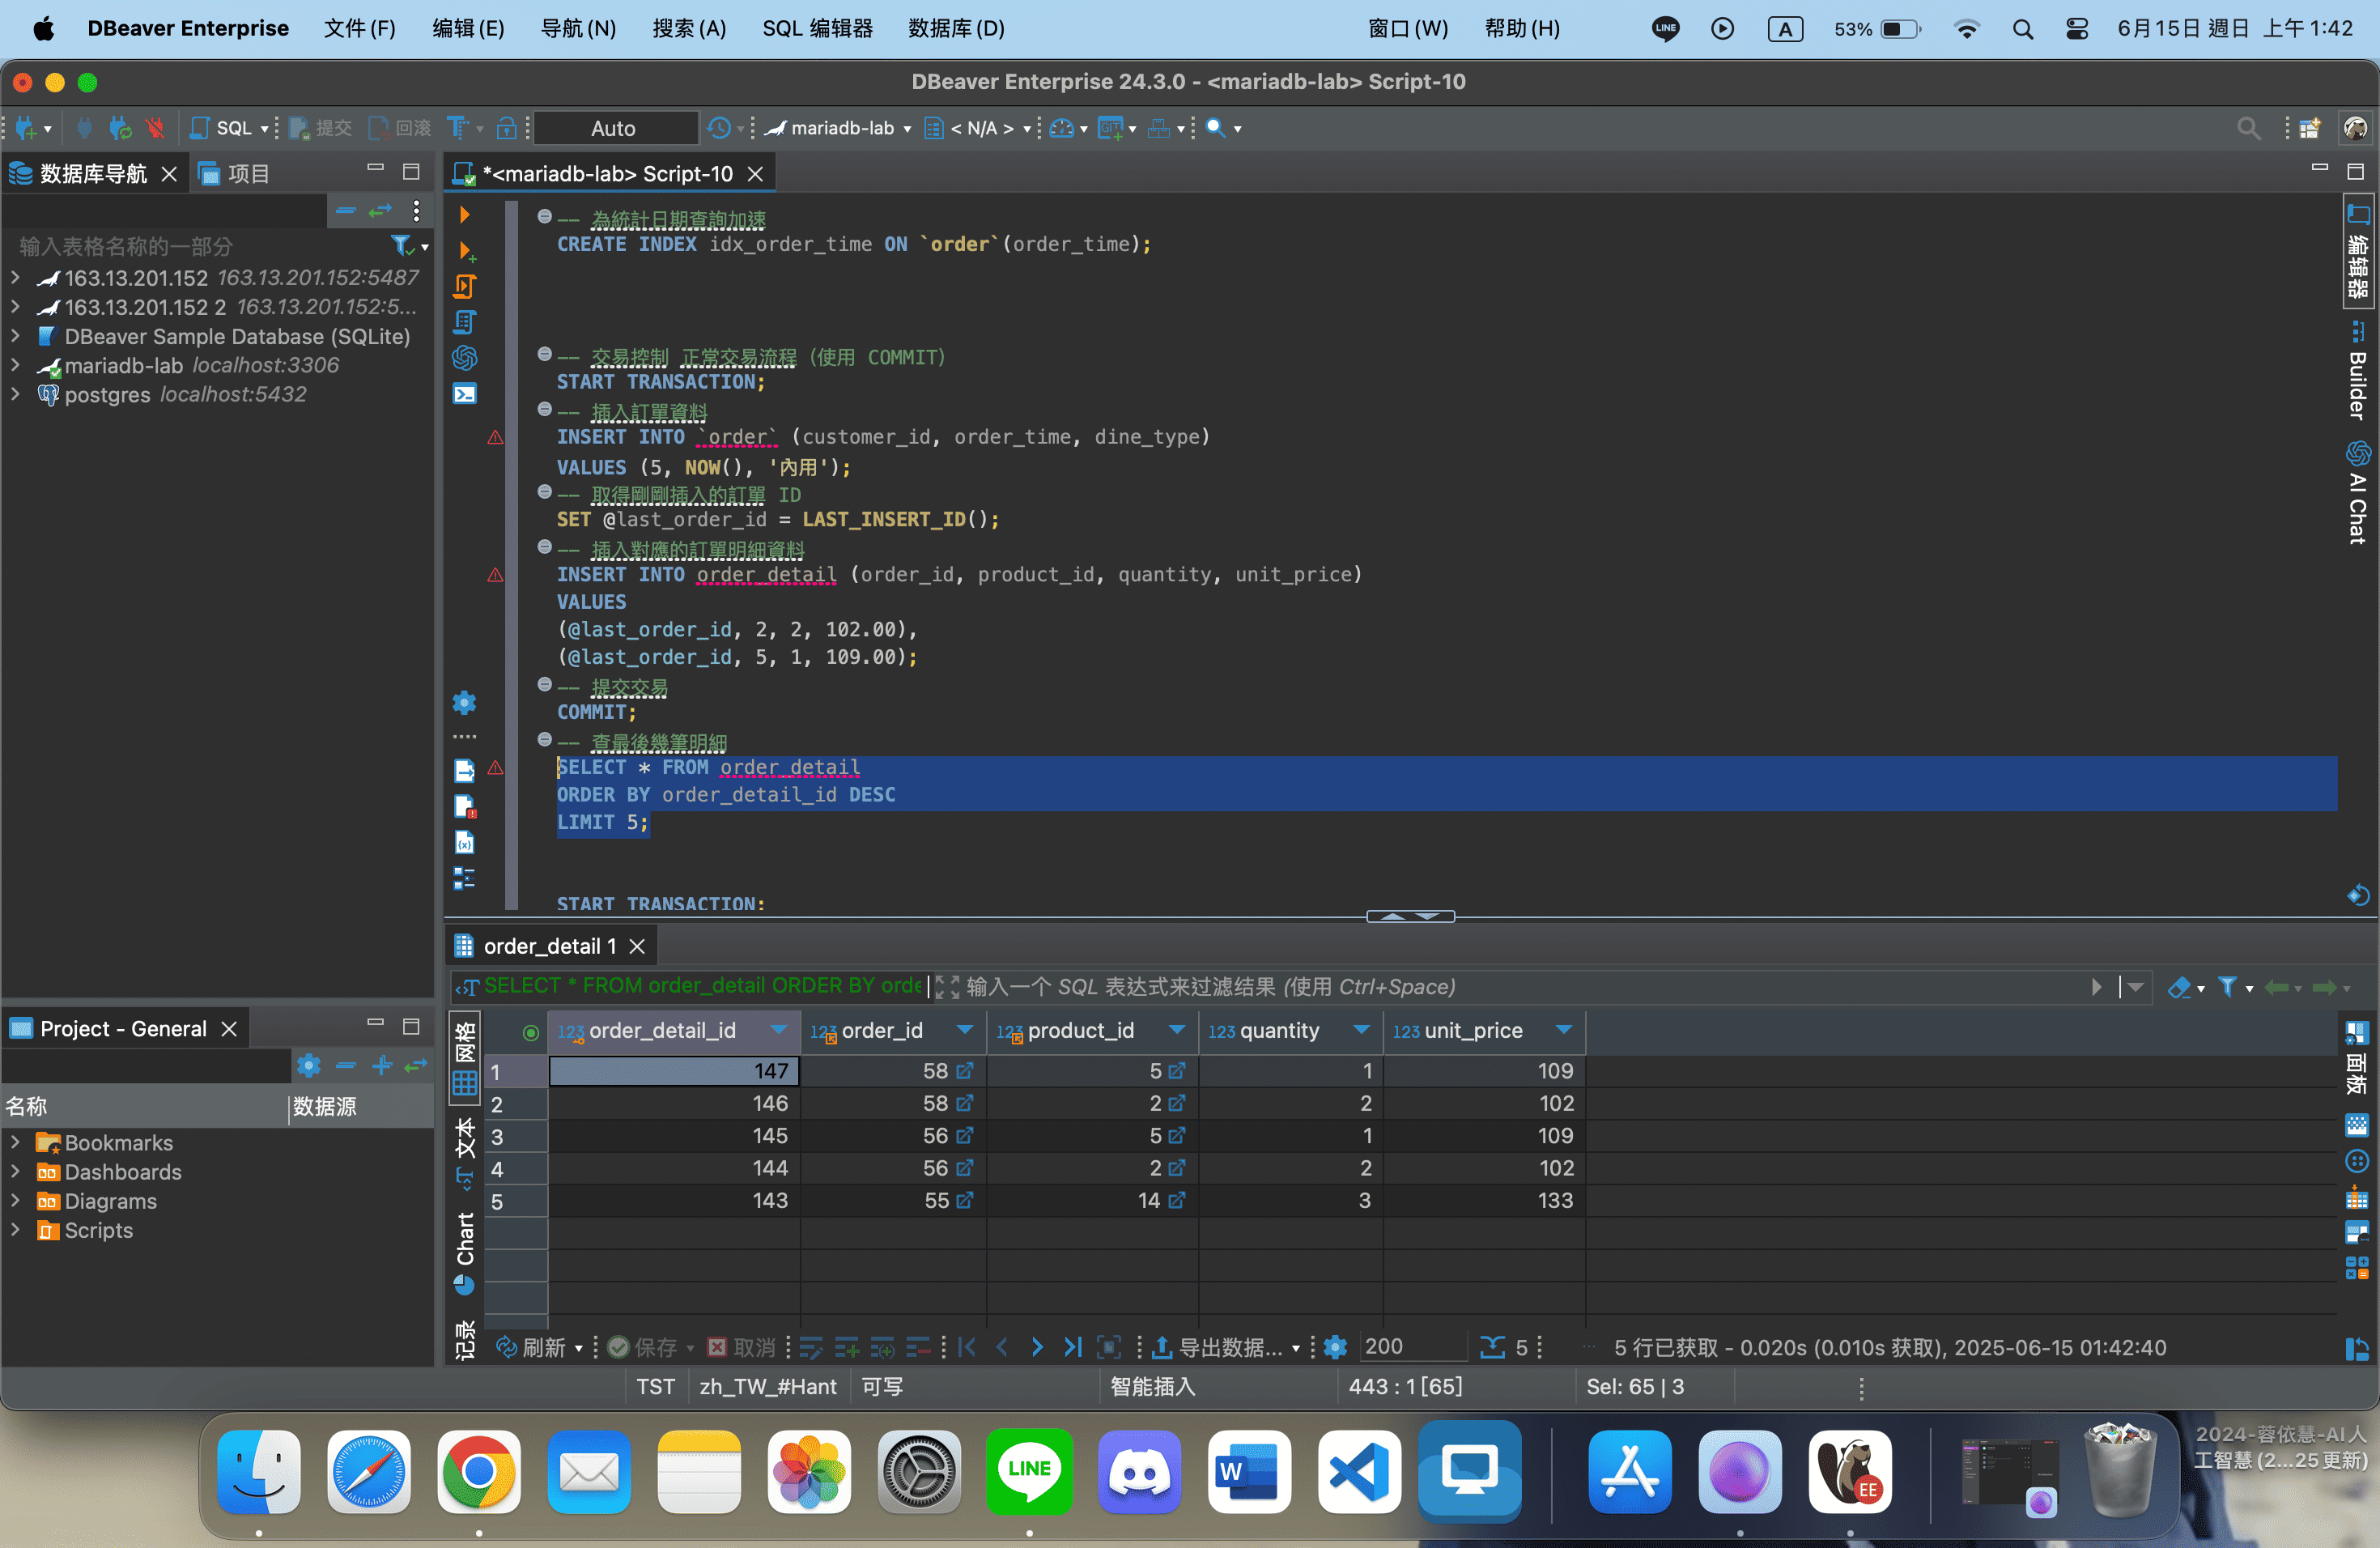 DBeaver Enterprise 文件(F) 编辑(E) 导航(N) 搜索(A) SQL 编辑器 数据库(D) 窗口(W) 帮助(H) LINE A 53% 6月15日 週日 上午1:42
DBeaver Enterprise 24.3.0 - <mariadb-lab> Script-10
SQL 提交 回滚 Auto mariadb-lab < N/A >
数据库导航 项目
输入表格名称的一部分
163.13.201.152 163.13.201.152:5487
163.13.201.152 2 163.13.201.152:5...
DBeaver Sample Database (SQLite)
mariadb-lab localhost:3306
postgres localhost:5432
*<mariadb-lab> Script-10
-- 為統計日期查詢加速
CREATE INDEX idx_order_time ON `order`(order_time);
-- 交易控制 正常交易流程 (使用 COMMIT)
START TRANSACTION;
-- 插入訂單資料
INSERT INTO `order` (customer_id, order_time, dine_type)
VALUES (5, NOW(), '內用');
-- 取得剛剛插入的訂單 ID
SET @last_order_id = LAST_INSERT_ID();
-- 插入對應的訂單明細資料
INSERT INTO order_detail (order_id, product_id, quantity, unit_price)
VALUES
(@last_order_id, 2, 2, 102.00),
(@last_order_id, 5, 1, 109.00);
-- 提交交易
COMMIT;
-- 查最後幾筆明細
SELECT * FROM order_detail
ORDER BY order_detail_id DESC
LIMIT 5;
START TRANSACTION;
编辑器
Builder
AI Chat
order_detail 1
SELECT * FROM order_detail ORDER BY orde 输入一个 SQL 表达式来过滤结果 (使用 Ctrl+Space)
网格
文本
Chart
记录
123 order_detail_id 123 order_id 123 product_id 123 quantity 123 unit_price
1 147 58 5 1 109
2 146 58 2 2 102
3 145 56 5 1 109
4 144 56 2 2 102
5 143 55 14 3 133
面板
刷新 保存 取消 导出数据... 200 5 5 行已获取 - 0.020s (0.010s 获取), 2025-06-15 01:42:40
Project - General
名称 数据源
Bookmarks
Dashboards
Diagrams
Scripts
TST zh_TW_#Hant 可写 智能插入 443 : 1 [65] Sel: 65 | 3
LINE
W
EE
2024-蓉依慧-AI人
工智慧 (2...25更新)